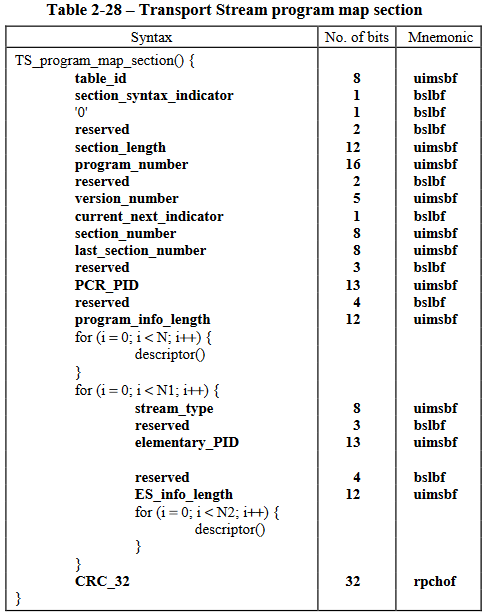 Table 2-28 – Transport Stream program map section
Syntax No. of bits Mnemonic
TS_program_map_section() {
table_id 8 uimsbf
section_syntax_indicator 1 bslbf
'0' 1 bslbf
reserved 2 bslbf
section_length 12 uimsbf
program_number 16 uimsbf
reserved 2 bslbf
version_number 5 uimsbf
current_next_indicator 1 bslbf
section_number 8 uimsbf
last_section_number 8 uimsbf
reserved 3 bslbf
PCR_PID 13 uimsbf
reserved 4 bslbf
program_info_length 12 uimsbf
for (i = 0; i < N; i++) {
descriptor()
}
for (i = 0; i < N1; i++) {
stream_type 8 uimsbf
reserved 3 bslbf
elementary_PID 13 uimsbf
reserved 4 bslbf
ES_info_length 12 uimsbf
for (i = 0; i < N2; i++) {
descriptor()
}
}
CRC_32 32 rpchof
}